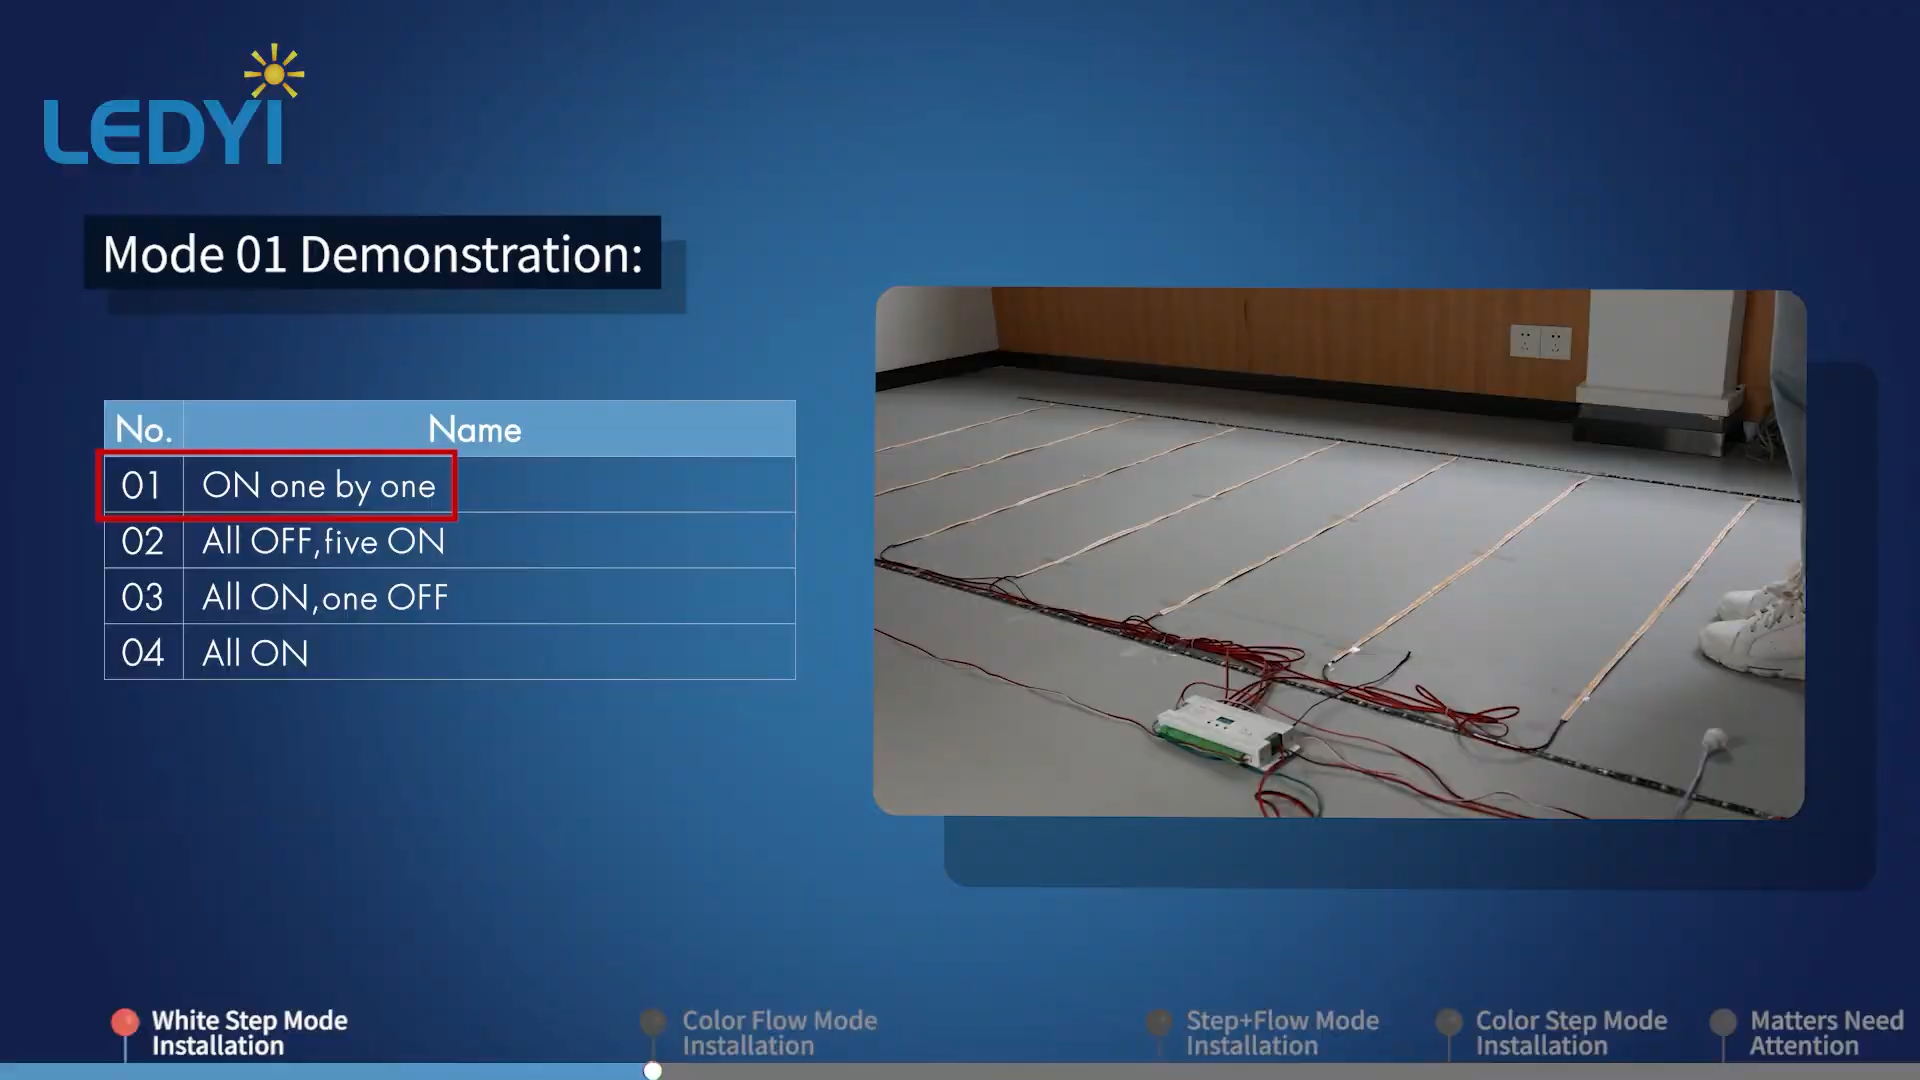 LEDYI
Mode 01 Demonstration:
No. Name
01 ON one by one
02 All OFF,five ON
03 All ON,one OFF
04 All ON
White Step Mode
Installation
Color Flow Mode
Installation
Step+Flow Mode
Installation
Color Step Mode
Installation
Matters Need
Attention